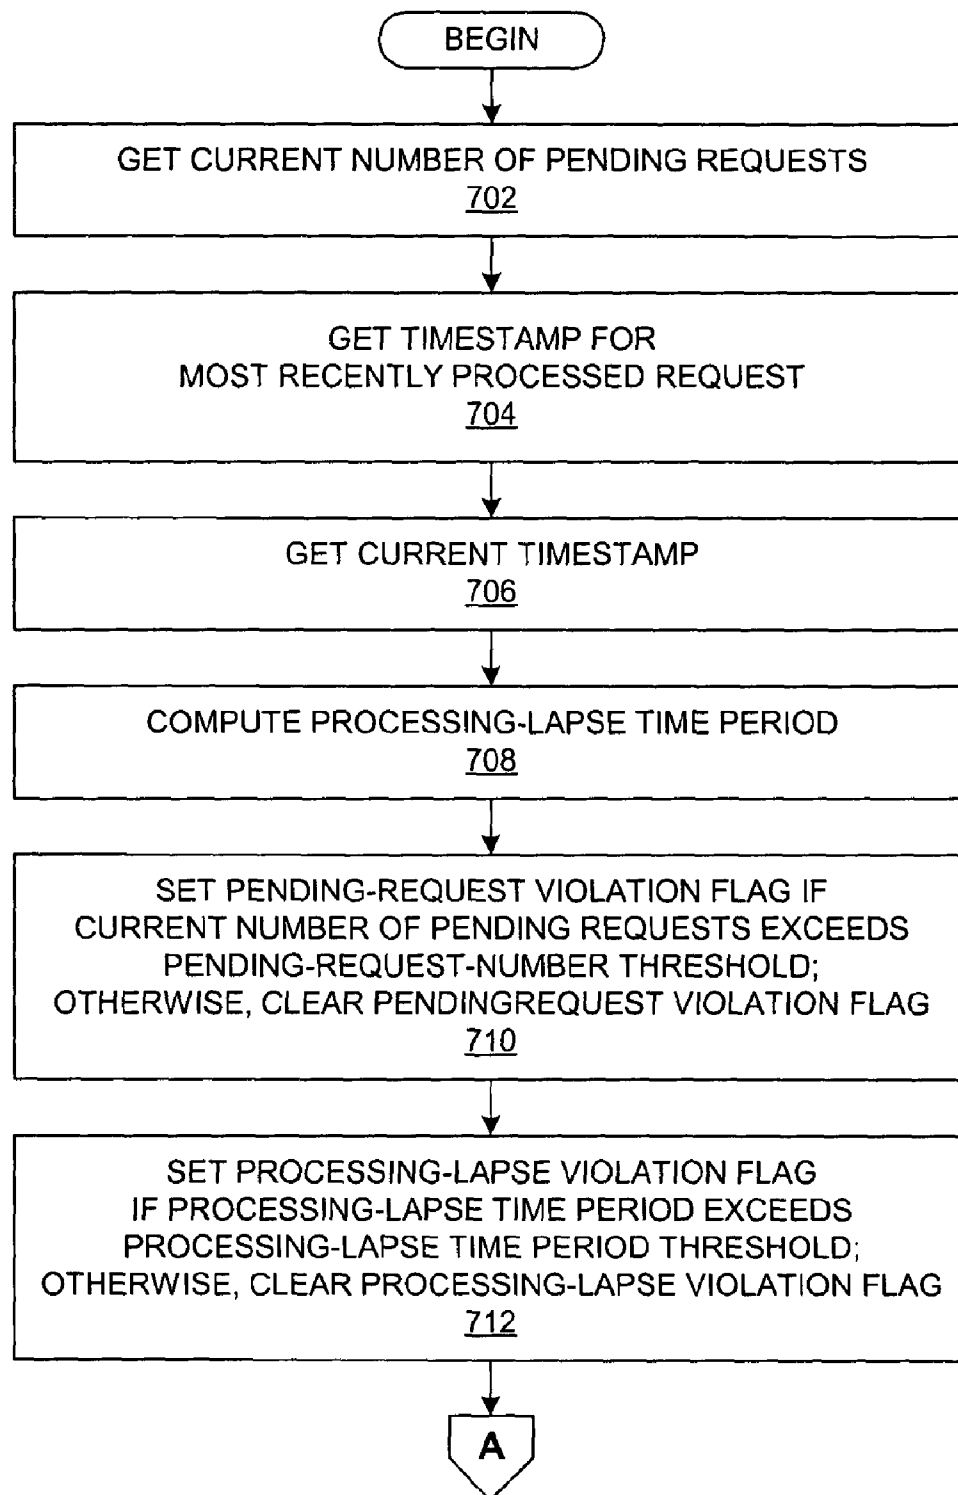 BEGIN
GET CURRENT NUMBER OF PENDING REQUESTS
702
GET TIMESTAMP FOR
MOST RECENTLY PROCESSED REQUEST
704
GET CURRENT TIMESTAMP
706
COMPUTE PROCESSING-LAPSE TIME PERIOD
708
SET PENDING-REQUEST VIOLATION FLAG IF
CURRENT NUMBER OF PENDING REQUESTS EXCEEDS
PENDING-REQUEST-NUMBER THRESHOLD;
OTHERWISE, CLEAR PENDINGREQUEST VIOLATION FLAG
710
SET PROCESSING-LAPSE VIOLATION FLAG
IF PROCESSING-LAPSE TIME PERIOD EXCEEDS
PROCESSING-LAPSE TIME PERIOD THRESHOLD;
OTHERWISE, CLEAR PROCESSING-LAPSE VIOLATION FLAG
712
A